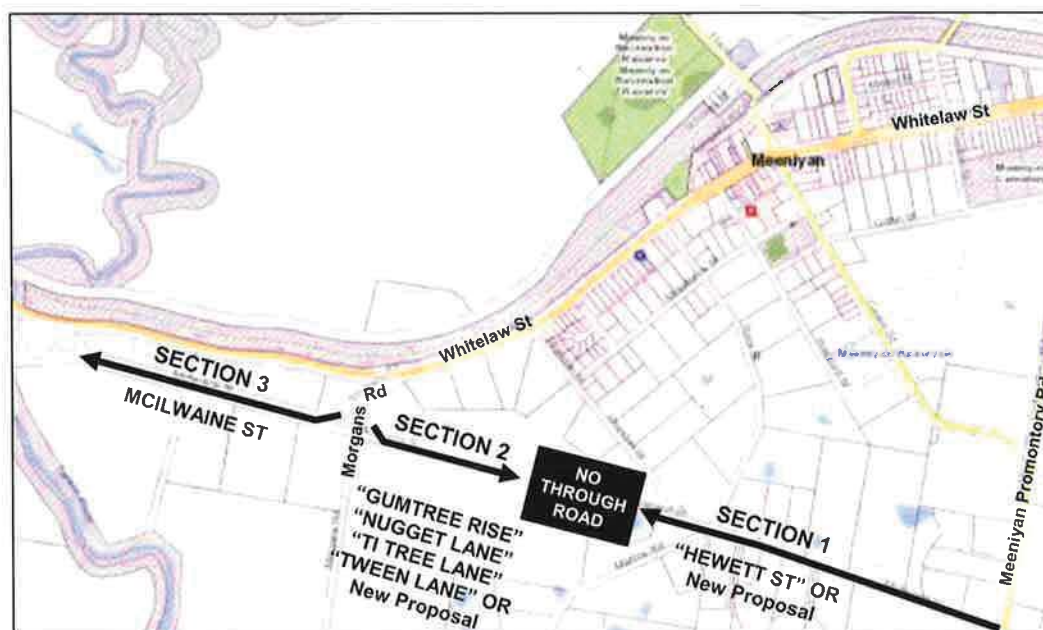 Whitelaw St
Meeniyan
Whitelaw St
SECTION 3
MCILWAINE ST
Morgans
Rd
SECTION 2
"GUMTREE RISE"
"NUGGET LANE"
"TI TREE LANE"
"TWEEN LANE" OR
New Proposal
NO
THROUGH
ROAD
SECTION 1
"HEWETT ST" OR
New Proposal
Meeniyan Promontory Rd